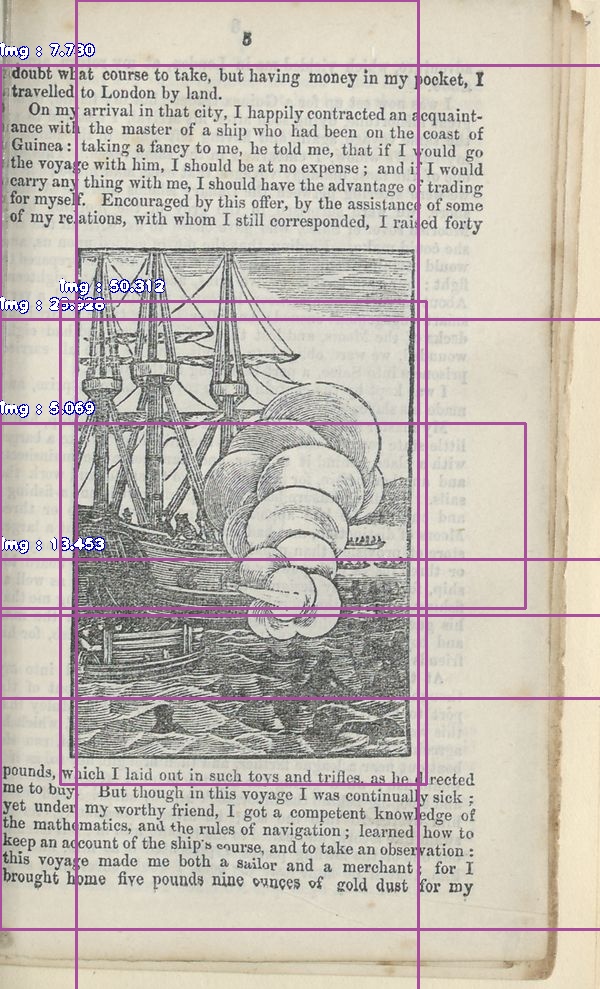 5
doubt what course to take, but having money in my pocket, I
travelled to London by land.
On my arrival in that city, I happily contracted an acquaint-
ance with the master of a ship who had been on the coast of
Guinea: taking a fancy to me, he told me, that if I would go
the voyage with him, I should be at no expense; and if I would
carry any thing with me, I should have the advantage of trading
for myself. Encouraged by this offer, by the assistance of some
of my relations, with whom I still corresponded, I raised forty
img : 7.730
img : 50.312
img : 5.069
img : 13.453
pounds, which I laid out in such toys and trifles, as he directed
me to buy. But though in this voyage I was continually sick;
yet under my worthy friend, I got a competent knowledge of
the mathematics, and the rules of navigation; learned how to
keep an account of the ship's course, and to take an observation:
this voyage made me both a sailor and a merchant; for I
brought home five pounds nine ounces of gold dust for my